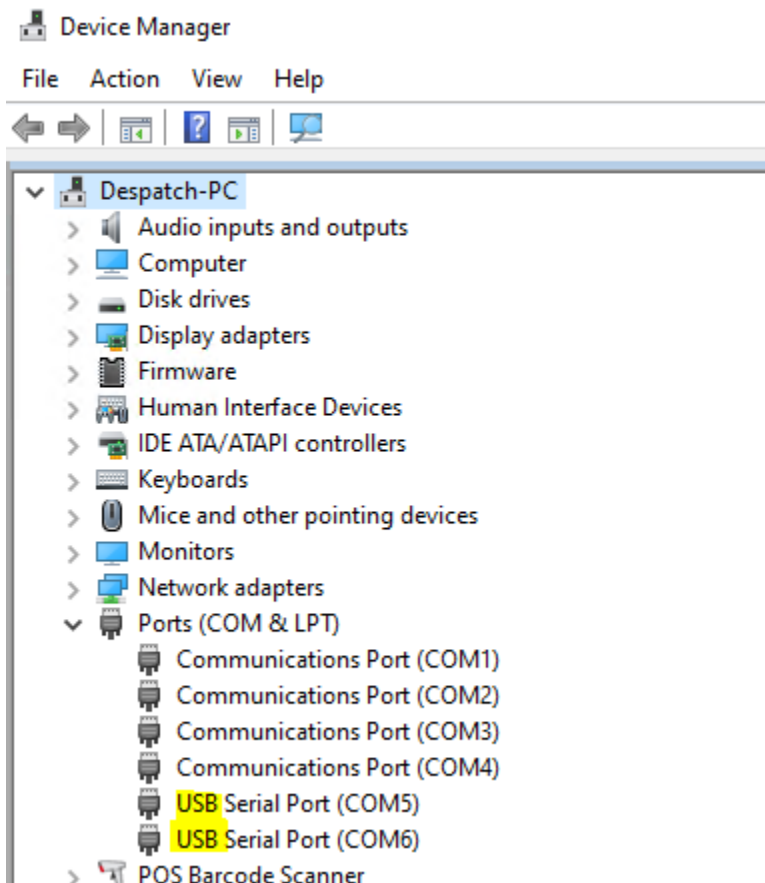 Device Manager
File Action View Help
Despatch-PC
Audio inputs and outputs
Computer
Disk drives
Display adapters
Firmware
Human Interface Devices
IDE ATA/ATAPI controllers
Keyboards
Mice and other pointing devices
Monitors
Network adapters
Ports (COM & LPT)
Communications Port (COM1)
Communications Port (COM2)
Communications Port (COM3)
Communications Port (COM4)
USB Serial Port (COM5)
USB Serial Port (COM6)
POS Barcode Scanner